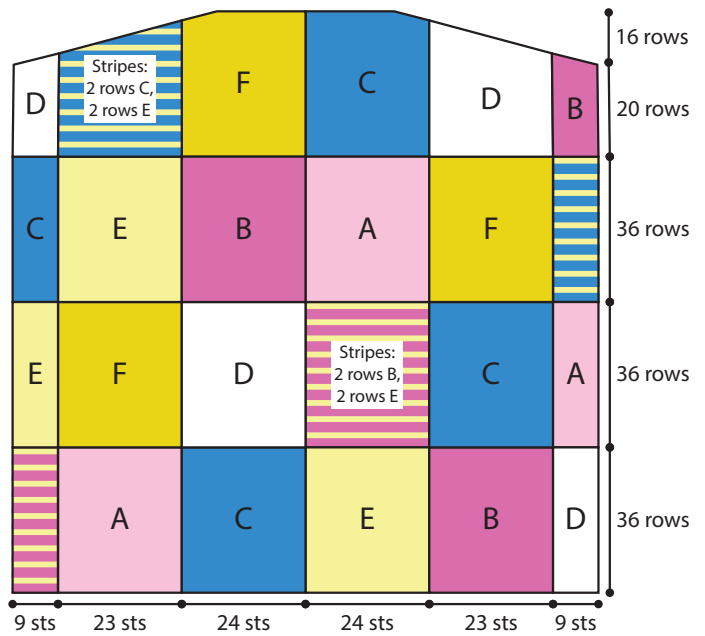 16 rows
D
Stripes:
2 rows C,
2 rows E
F
C
D
B
20 rows
C
E
B
A
F
36 rows
E
F
D
Stripes:
2 rows B,
2 rows E
C
A
36 rows
A
C
E
B
D
36 rows
9 sts
23 sts
24 sts
24 sts
23 sts
9 sts